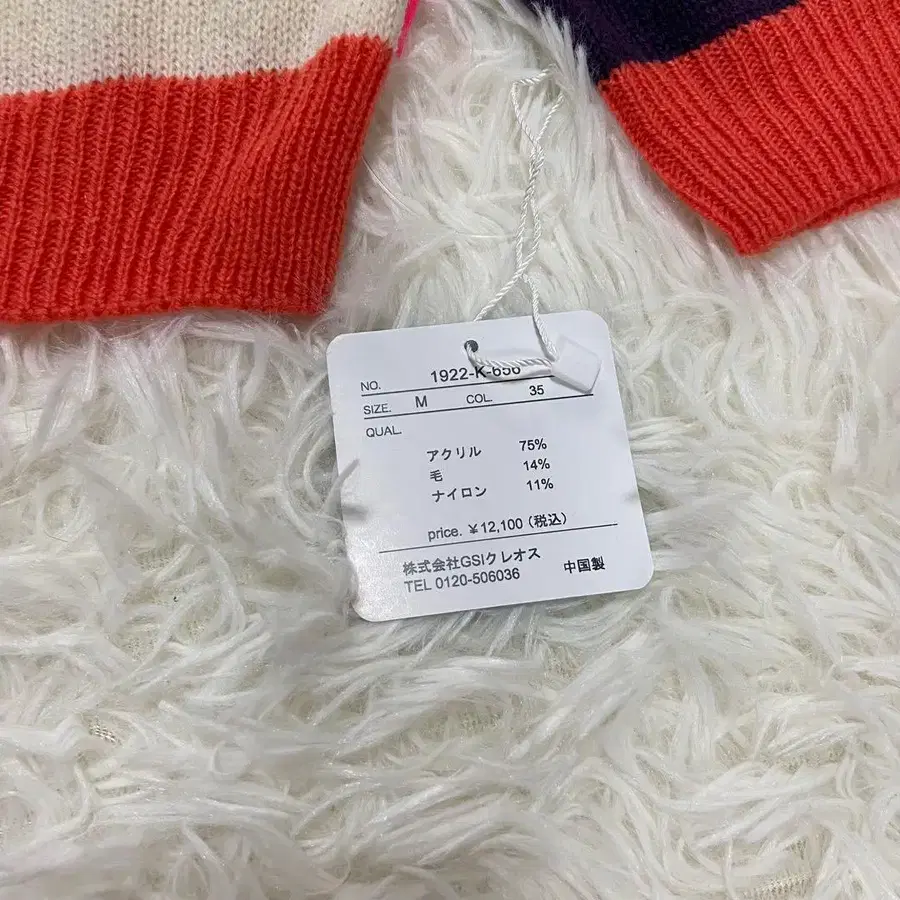 NO. 1922-K-656
SIZE. M COL. 35
QUAL.
アクリル 75%
毛 14%
ナイロン 11%
price. ¥12,100（税込）
株式会社GSIクレオス
TEL 0120-506036 中国製